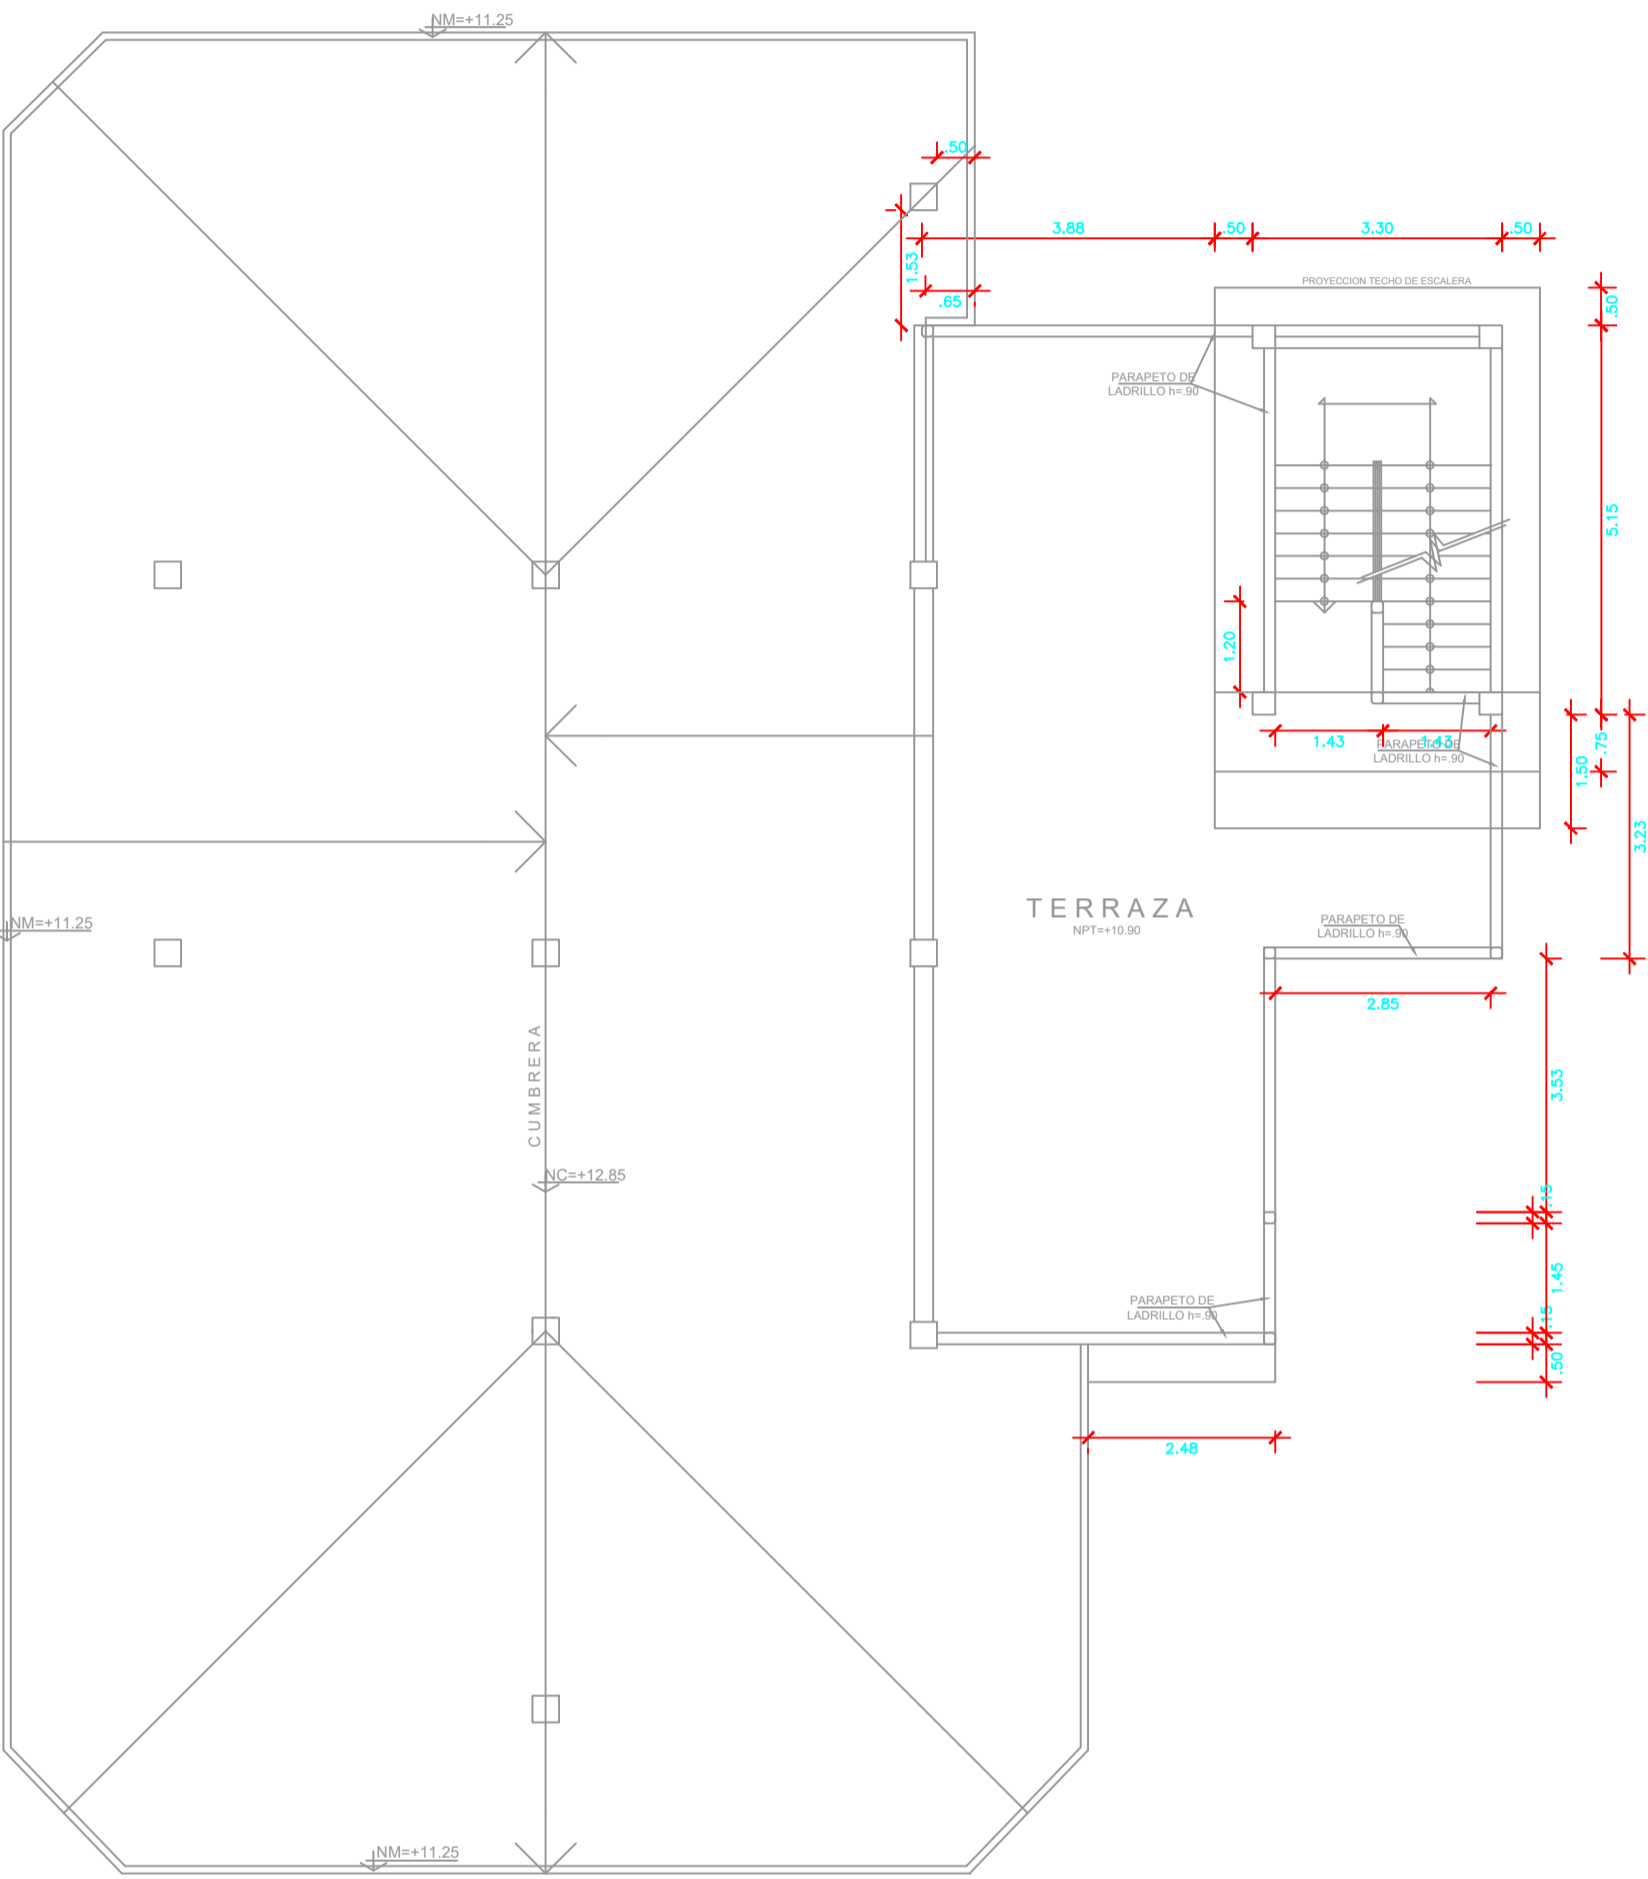 NM=+11.25
.50
3.88
.50
3.30
.50
1.53
.65
PROYECCION TECHO DE ESCALERA
.50
PARAPETO DE
LADRILLO h=.90
5.15
1.20
1.43
1.43
PARAPETO DE
LADRILLO h=.90
.75
1.50
3.23
TERRAZA
NPT=+10.90
NM=+11.25
PARAPETO DE
LADRILLO h=.90
2.85
CUMBRERA
3.53
NC=+12.85
.15
1.45
PARAPETO DE
LADRILLO h=.90
.15
.50
2.48
NM=+11.25